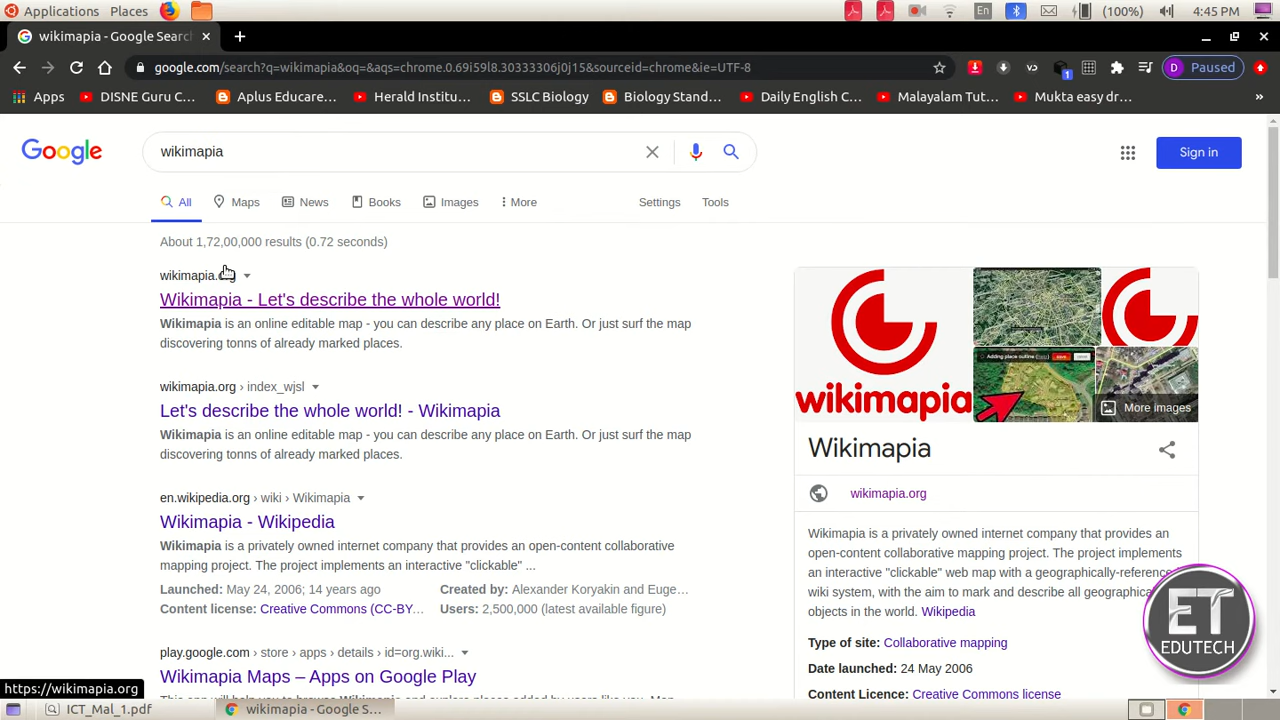 Applications Places En (100%) 4:45 PM
wikimapia - Google Searc
google.com/search?q=wikimapia&oq=&aqs=chrome.0.69i59l8.30333306j0j15&sourceid=chrome&ie=UTF-8 1 D Paused
Apps DISNE Guru C... Aplus Educare... Herald Institu... SSLC Biology Biology Stand... Daily English C... Malayalam Tut... Mukta easy dr... »
Google wikimapia Sign in
All Maps News Books Images More Settings Tools
About 1,72,00,000 results (0.72 seconds)
wikimapia.org
Wikimapia - Let's describe the whole world!
Wikimapia is an online editable map - you can describe any place on Earth. Or just surf the map
discovering tonns of already marked places.
wikimapia.org › index_wjsl
Let's describe the whole world! - Wikimapia
Wikimapia is an online editable map - you can describe any place on Earth. Or just surf the map
discovering tonns of already marked places.
en.wikipedia.org › wiki › Wikimapia
Wikimapia - Wikipedia
Wikimapia is a privately owned internet company that provides an open-content collaborative
mapping project. The project implements an interactive "clickable" ...
Launched: May 24, 2006; 14 years ago Created by: Alexander Koryakin and Euge...
Content license: Creative Commons (CC-BY... Users: 2,500,000 (latest available figure)
play.google.com › store › apps › details › id=org.wiki...
Wikimapia Maps – Apps on Google Play
wikimapia
Adding place outline
More images
Wikimapia
wikimapia.org
Wikimapia is a privately owned internet company that provides an
open-content collaborative mapping project. The project implements
an interactive "clickable" web map with a geographically-reference
wiki system, with the aim to mark and describe all geographica
objects in the world. Wikipedia
Type of site: Collaborative mapping
Date launched: 24 May 2006
Content Licence: Creative Commons license
ET
EDUTECH
https://wikimapia.org
ICT_Mal_1.pdf wikimapia - Google S...